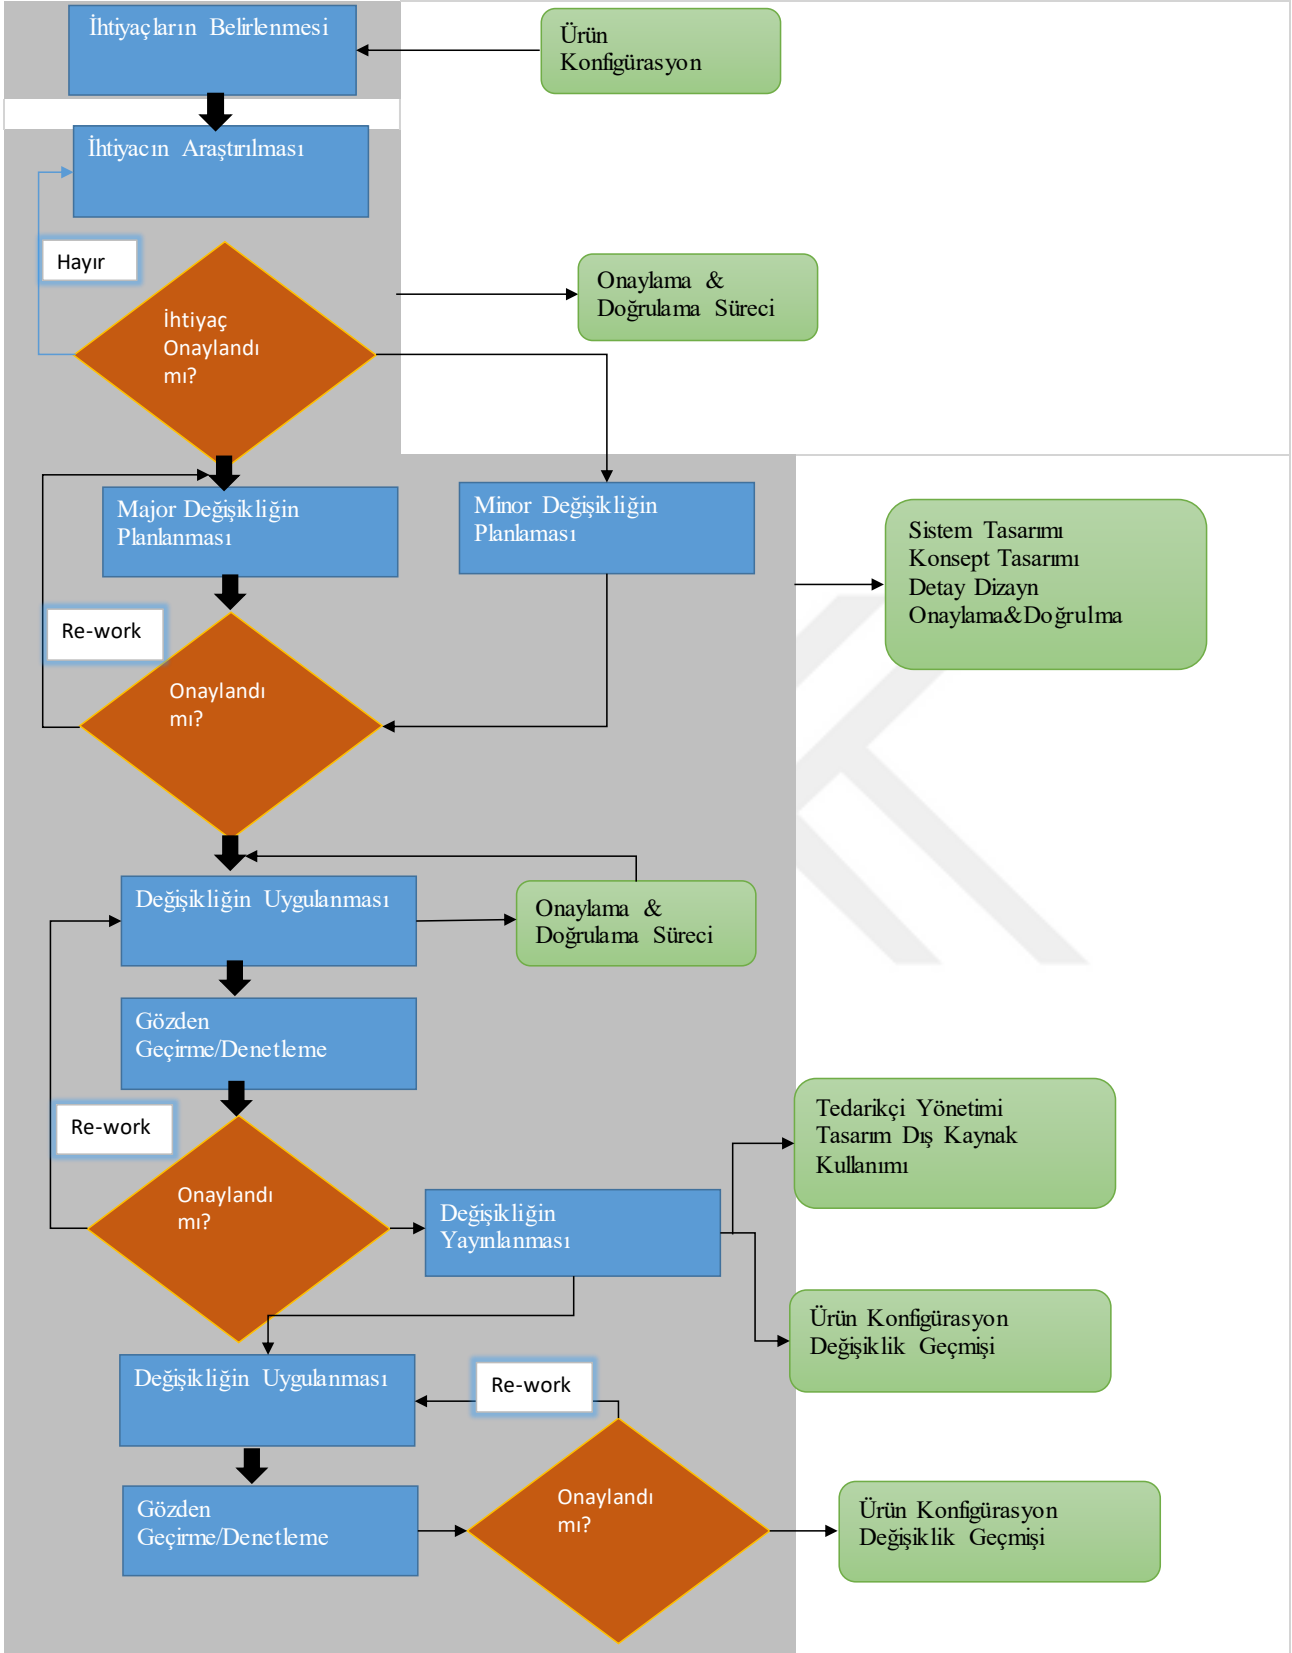 İhtiyaçların Belirlenmesi
Ürün
Konfigürasyon
İhtiyacın Araştırılması
Hayır
Onaylama &
Doğrulama Süreci
İhtiyaç
Onaylandı
mı?
Major Değişikliğin
Planlanması
Minor Değişikliğin
Planlaması
Sistem Tasarımı
Konsept Tasarımı
Detay Dizayn
Onaylama&Doğrulma
Re-work
Onaylandı
mı?
Değişikliğin Uygulanması
Onaylama &
Doğrulama Süreci
Gözden
Geçirme/Denetleme
Re-work
Tedarikçi Yönetimi
Tasarım Dış Kaynak
Kullanımı
Onaylandı
mı?
Değişikliğin
Yayınlanması
Ürün Konfigürasyon
Değişiklik Geçmişi
Değişikliğin Uygulanması
Re-work
Gözden
Geçirme/Denetleme
Onaylandı
mı?
Ürün Konfigürasyon
Değişiklik Geçmişi